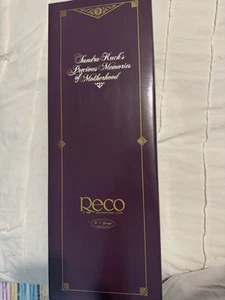 Sandra Kuck's
Precious Memories
of Motherhood
Reco